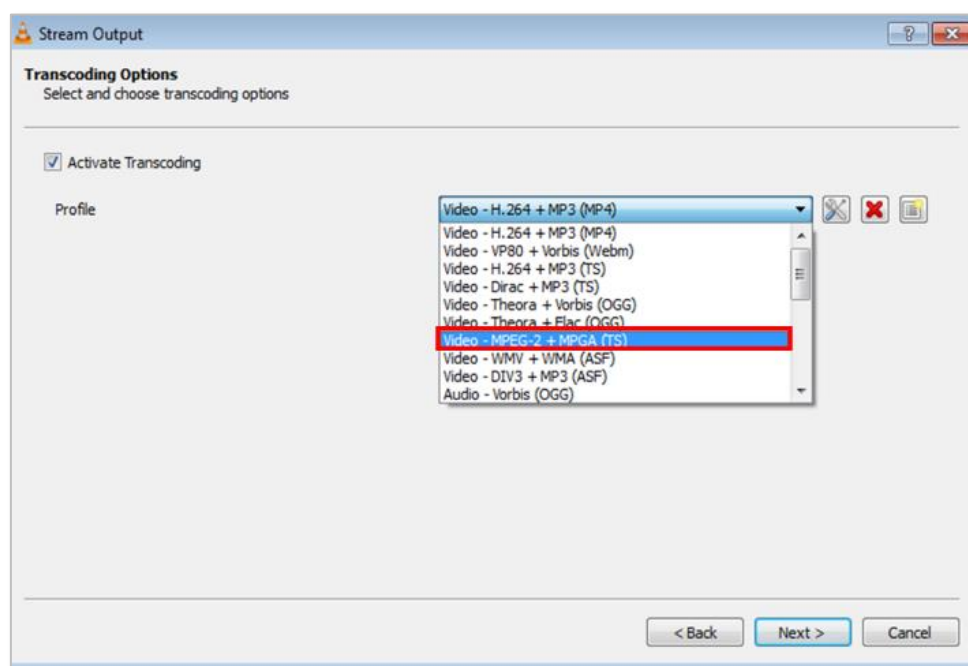 Stream Output
Transcoding Options
Select and choose transcoding options
Activate Transcoding
Profile
Video - H.264 + MP3 (MP4)
Video - H.264 + MP3 (MP4)
Video - VP80 + Vorbis (Webm)
Video - H.264 + MP3 (TS)
Video - Dirac + MP3 (TS)
Video - Theora + Vorbis (OGG)
Video - Theora + Flac (OGG)
Video - MPEG-2 + MPGA (TS)
Video - WMV + WMA (ASF)
Video - DIV3 + MP3 (ASF)
Audio - Vorbis (OGG)
< Back Next > Cancel